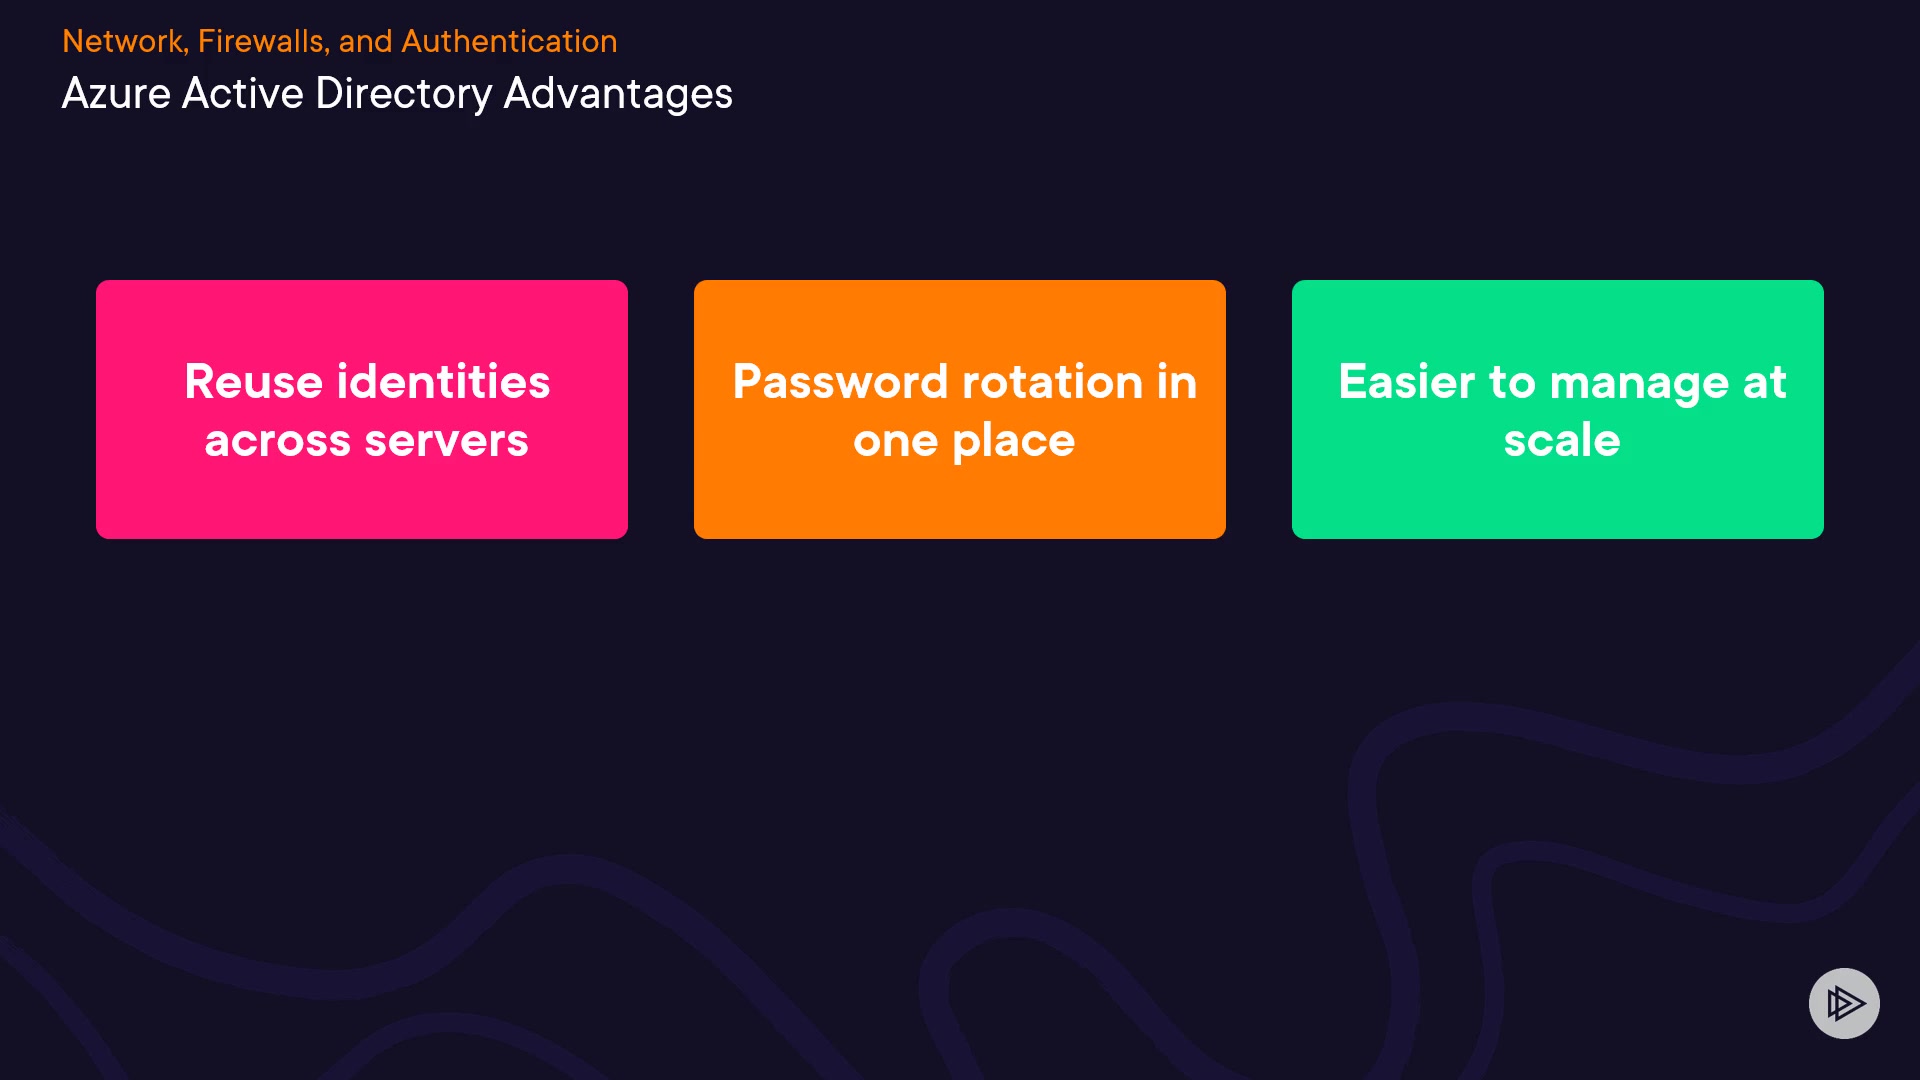 Network, Firewalls, and Authentication
Azure Active Directory Advantages
Reuse identities
across servers
Password rotation in
one place
Easier to manage at
scale